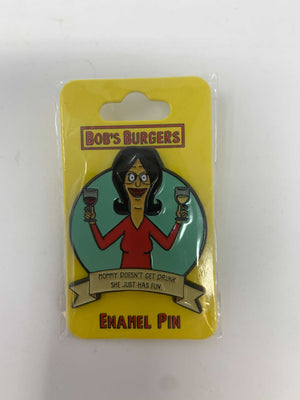 BOB'S BURGERS
MOMMY DOESN'T GET DRUNK
SHE JUST HAS FUN.
ENAMEL PIN